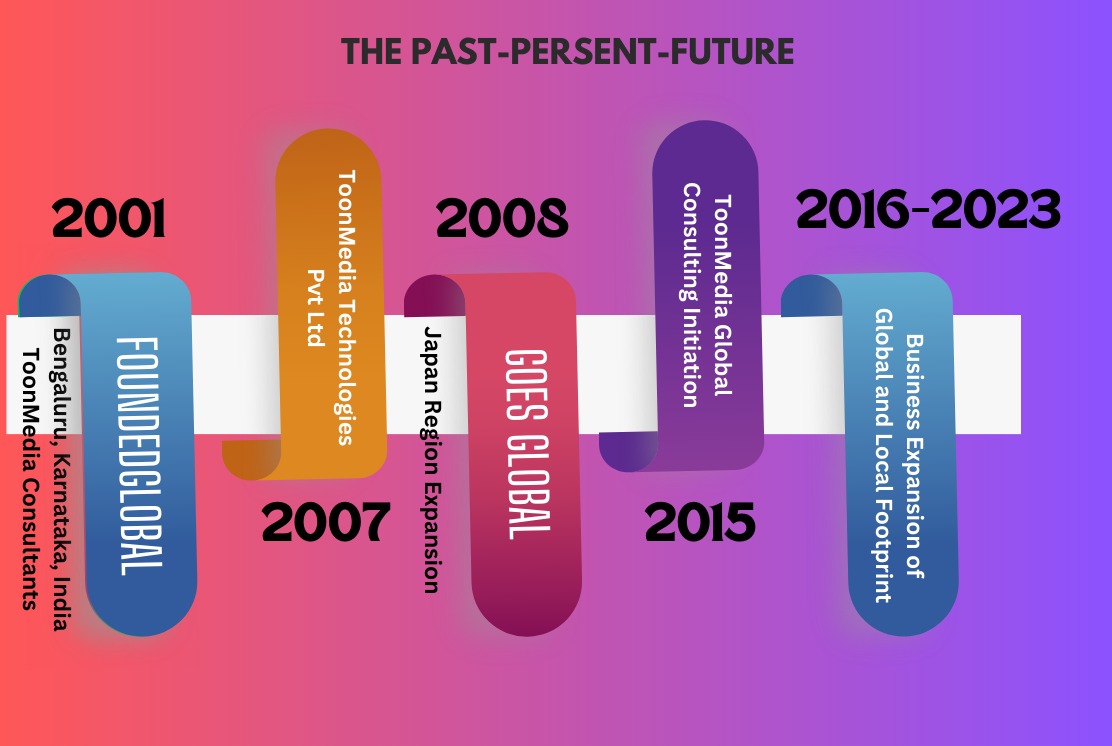 THE PAST-PERSENT-FUTURE
2001
FOUNDEDGLOBAL
Bengaluru, Karnataka, India
ToonMedia Consultants
ToonMedia Technologies
Pvt Ltd
2007
2008
GOES GLOBAL
Japan Region Expansion
ToonMedia Global
Consulting Initiation
2015
2016-2023
Business Expansion of
Global and Local Footprint